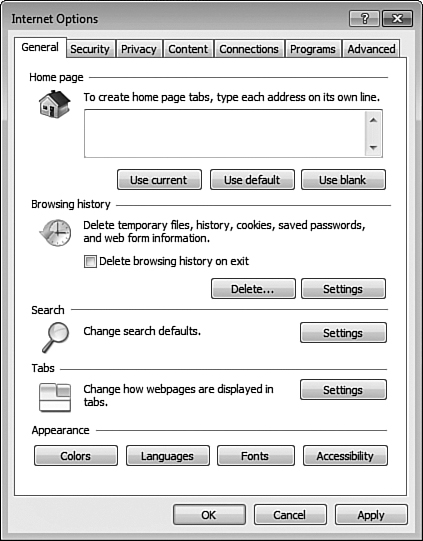 Internet Options
General Security Privacy Content Connections Programs Advanced
Home page
To create home page tabs, type each address on its own line.
Use current Use default Use blank
Browsing history
Delete temporary files, history, cookies, saved passwords,
and web form information.
Delete browsing history on exit
Delete... Settings
Search
Change search defaults. Settings
Tabs
Change how webpages are displayed in Settings
tabs.
Appearance
Colors Languages Fonts Accessibility
OK Cancel Apply